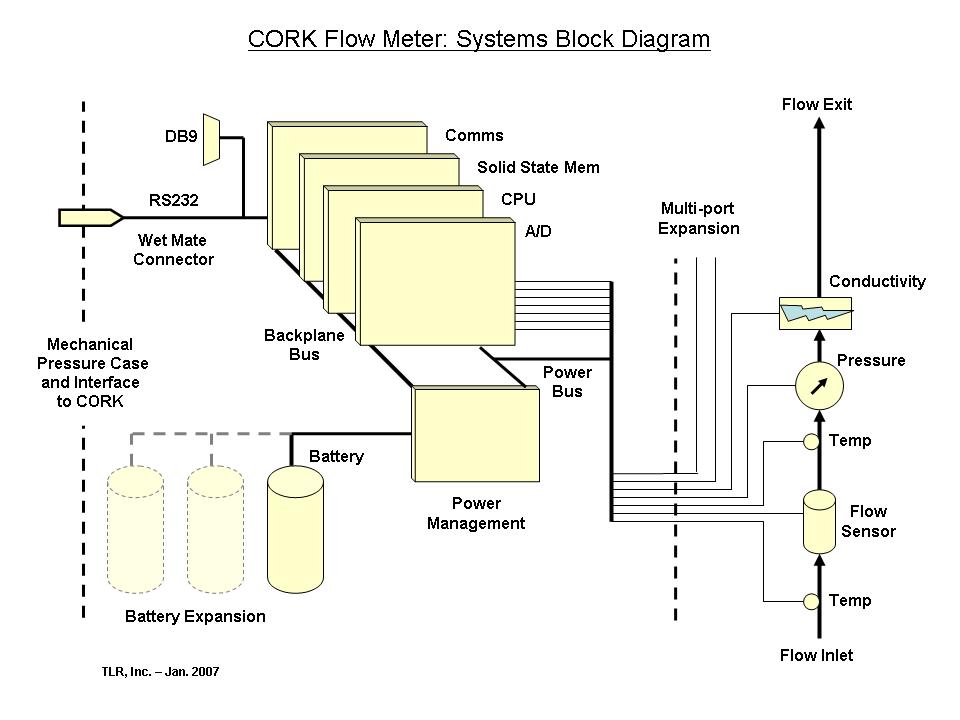 CORK Flow Meter: Systems Block Diagram
Flow Exit
DB9
Comms
Solid State Mem
RS232
CPU
Multi-port
Expansion
A/D
Wet Mate
Connector
Conductivity
Backplane
Bus
Mechanical
Pressure Case
and Interface
to CORK
Pressure
Power
Bus
Temp
Battery
Power
Management
Flow
Sensor
Temp
Battery Expansion
Flow Inlet
TLR, Inc. – Jan. 2007